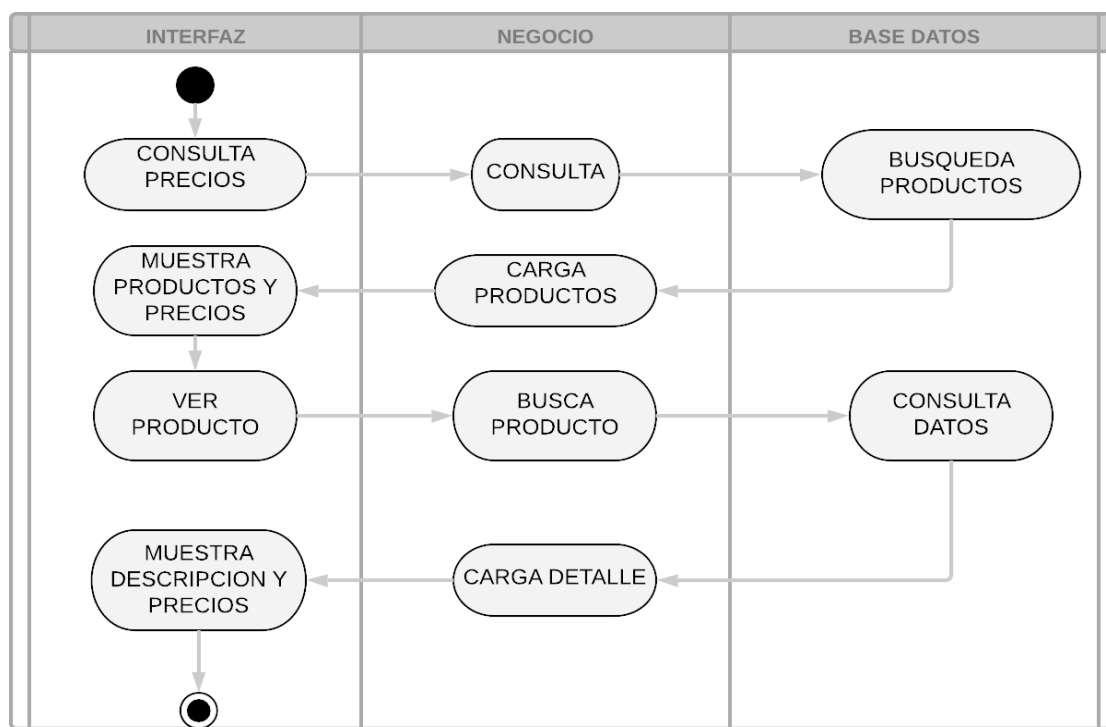 INTERFAZ
NEGOCIO
BASE DATOS
CONSULTA
PRECIOS
CONSULTA
BUSQUEDA
PRODUCTOS
MUESTRA
PRODUCTOS Y
PRECIOS
CARGA
PRODUCTOS
VER
PRODUCTO
BUSCA
PRODUCTO
CONSULTA
DATOS
MUESTRA
DESCRIPCION Y
PRECIOS
CARGA DETALLE